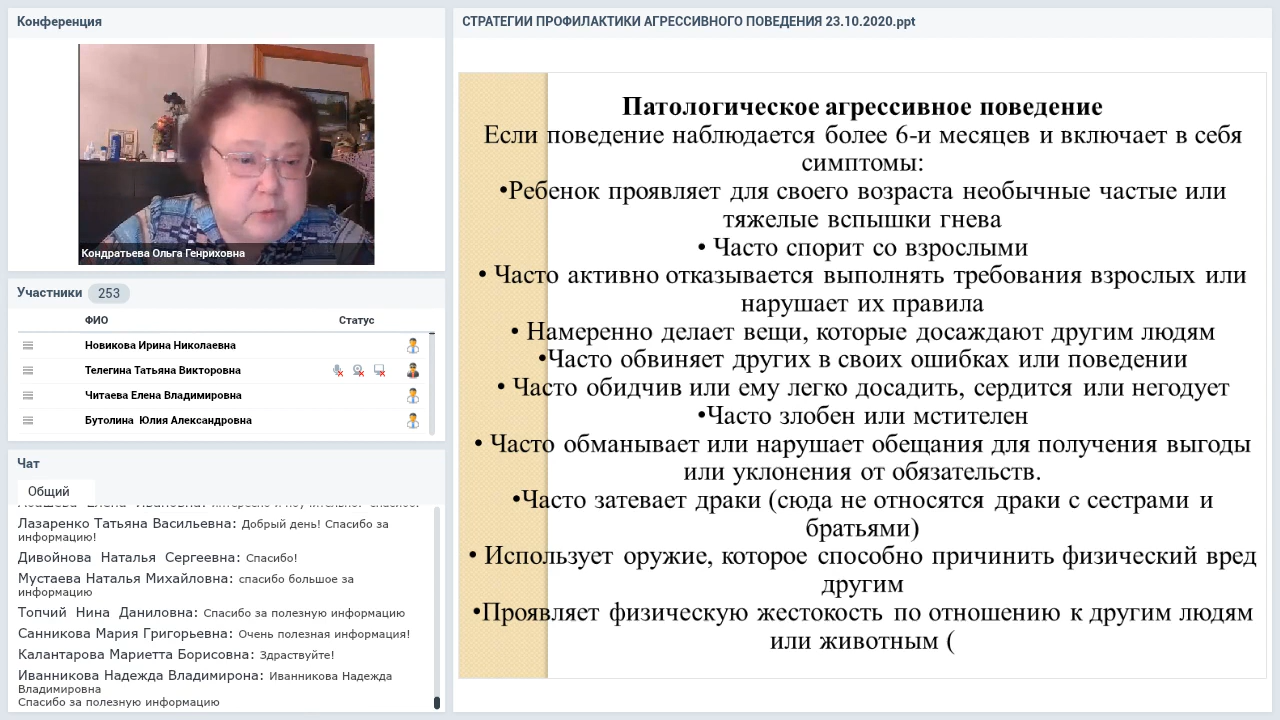 Конференция
Кондратьева Ольга Генриховна
Участники 253
ФИО Статус
Новикова Ирина Николаевна
Телегина Татьяна Викторовна
Читаева Елена Владимировна
Бутолина Юлия Александровна
Чат
Общий
Лазаренко Татьяна Васильевна: Добрый день! Спасибо за
информацию!
Дивойнова Наталья Сергеевна: Спасибо!
Мустаева Наталья Михайловна: спасибо большое за
информацию
Топчий Нина Даниловна: Спасибо за полезную информацию
Санникова Мария Григорьевна: Очень полезная информация!
Калантарова Мариетта Борисовна: Здраствуйте!
Иванникова Надежда Владимирона: Иванникова Надежда
Владимировна
Спасибо за полезную информацию
СТРАТЕГИИ ПРОФИЛАКТИКИ АГРЕССИВНОГО ПОВЕДЕНИЯ 23.10.2020.ppt
Патологическое агрессивное поведение
Если поведение наблюдается более 6-и месяцев и включает в себя
симптомы:
•Ребенок проявляет для своего возраста необычные частые или
тяжелые вспышки гнева
• Часто спорит со взрослыми
• Часто активно отказывается выполнять требования взрослых или
нарушает их правила
• Намеренно делает вещи, которые досаждают другим людям
•Часто обвиняет других в своих ошибках или поведении
• Часто обидчив или ему легко досадить, сердится или негодует
•Часто злобен или мстителен
• Часто обманывает или нарушает обещания для получения выгоды
или уклонения от обязательств.
•Часто затевает драки (сюда не относятся драки с сестрами и
братьями)
• Использует оружие, которое способно причинить физический вред
другим
•Проявляет физическую жестокость по отношению к другим людям
или животным (